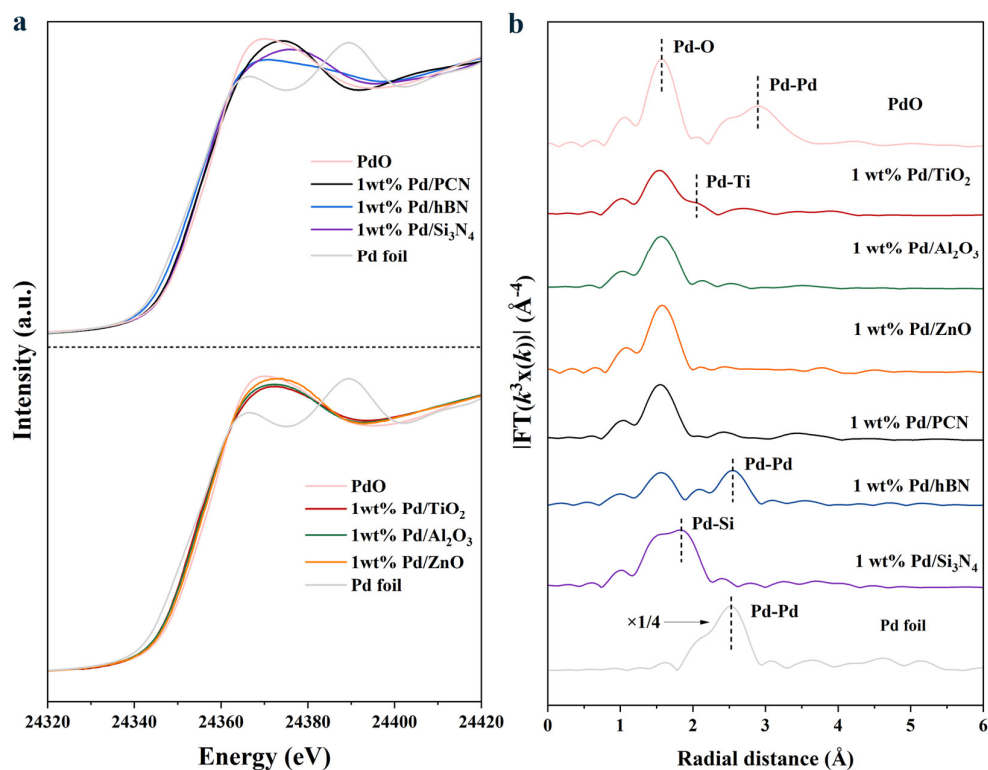 a
Intensity (a.u.)
PdO
1wt% Pd/PCN
1wt% Pd/hBN
1wt% Pd/Si₃N₄
Pd foil
PdO
1wt% Pd/TiO₂
1wt% Pd/Al₂O₃
1wt% Pd/ZnO
Pd foil
24320 24340 24360 24380 24400 24420
Energy (eV)
b
|FT(k³x(k))| (Å⁻⁴)
Pd-O
Pd-Pd
PdO
1 wt% Pd/TiO₂
Pd-Ti
1 wt% Pd/Al₂O₃
1 wt% Pd/ZnO
1 wt% Pd/PCN
Pd-Pd
1 wt% Pd/hBN
Pd-Si
1 wt% Pd/Si₃N₄
×1/4
Pd-Pd
Pd foil
0 1 2 3 4 5 6
Radial distance (Å)